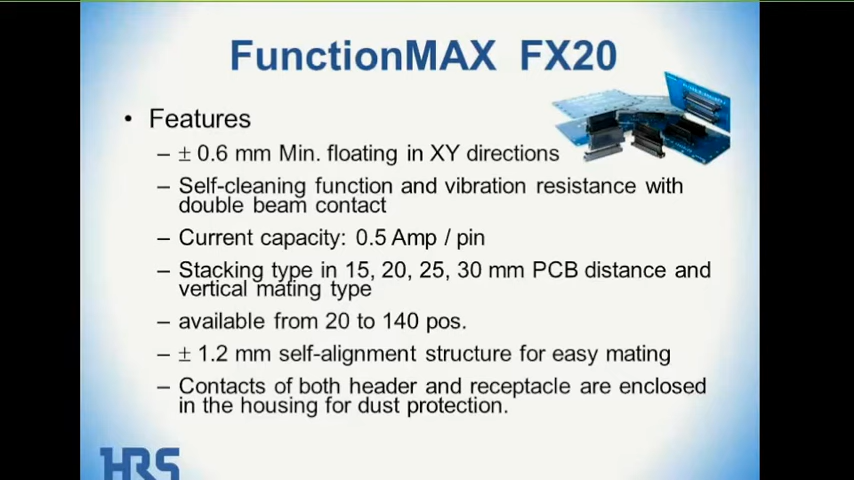 FunctionMAX FX20
• Features
– ± 0.6 mm Min. floating in XY directions
– Self-cleaning function and vibration resistance with
double beam contact
– Current capacity: 0.5 Amp / pin
– Stacking type in 15, 20, 25, 30 mm PCB distance and
vertical mating type
– available from 20 to 140 pos.
– ± 1.2 mm self-alignment structure for easy mating
– Contacts of both header and receptacle are enclosed
in the housing for dust protection.
HRS